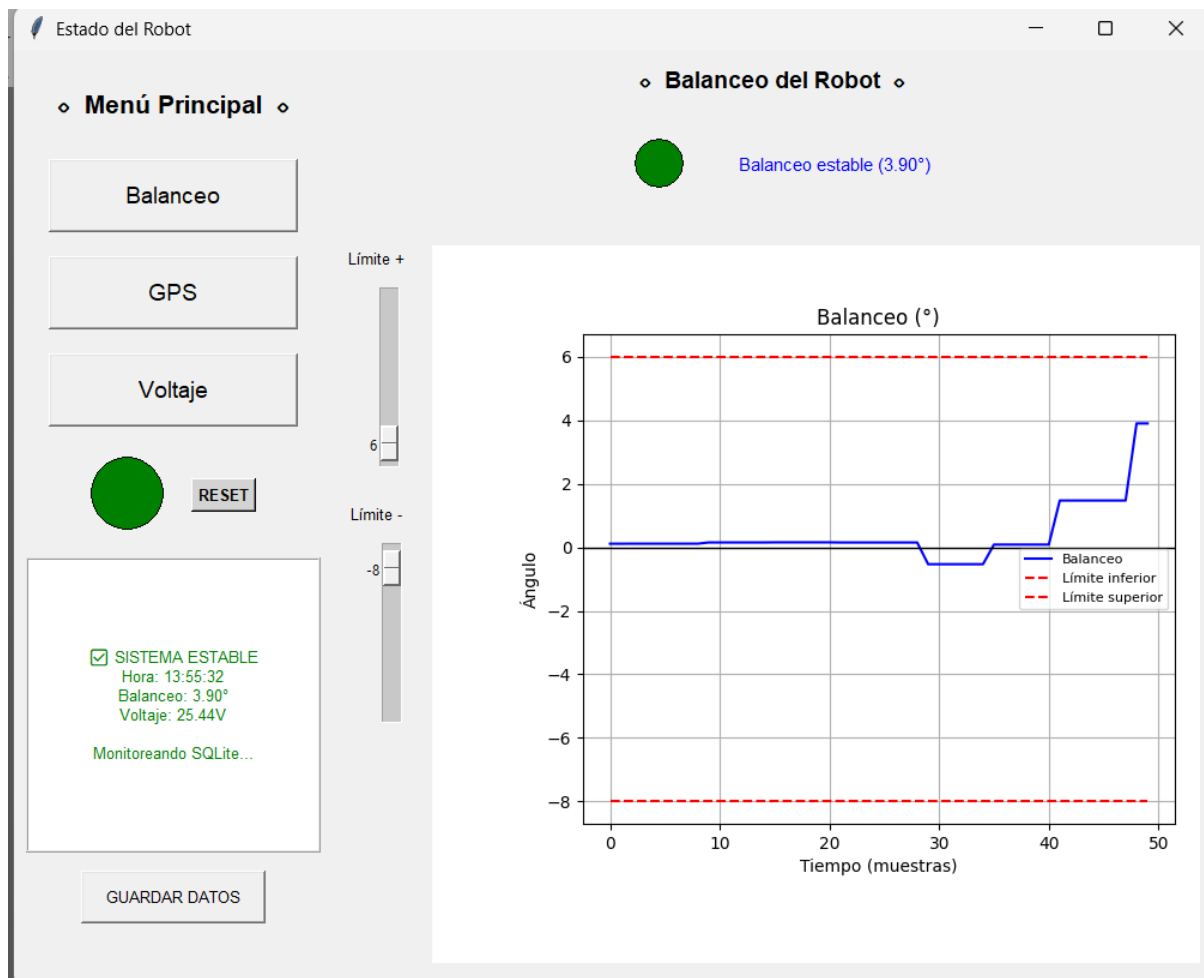 Estado del Robot
⋄ Menú Principal ⋄
Balanceo
GPS
Voltaje
RESET
SISTEMA ESTABLE
Hora: 13:55:32
Balanceo: 3.90°
Voltaje: 25.44V
Monitoreando SQLite...
GUARDAR DATOS
⋄ Balanceo del Robot ⋄
Balanceo estable (3.90°)
Límite +
6
Límite -
-8
Balanceo (°)
Ángulo
6
4
2
0
−2
−4
−6
−8
Balanceo
Límite inferior
Límite superior
0 10 20 30 40 50
Tiempo (muestras)